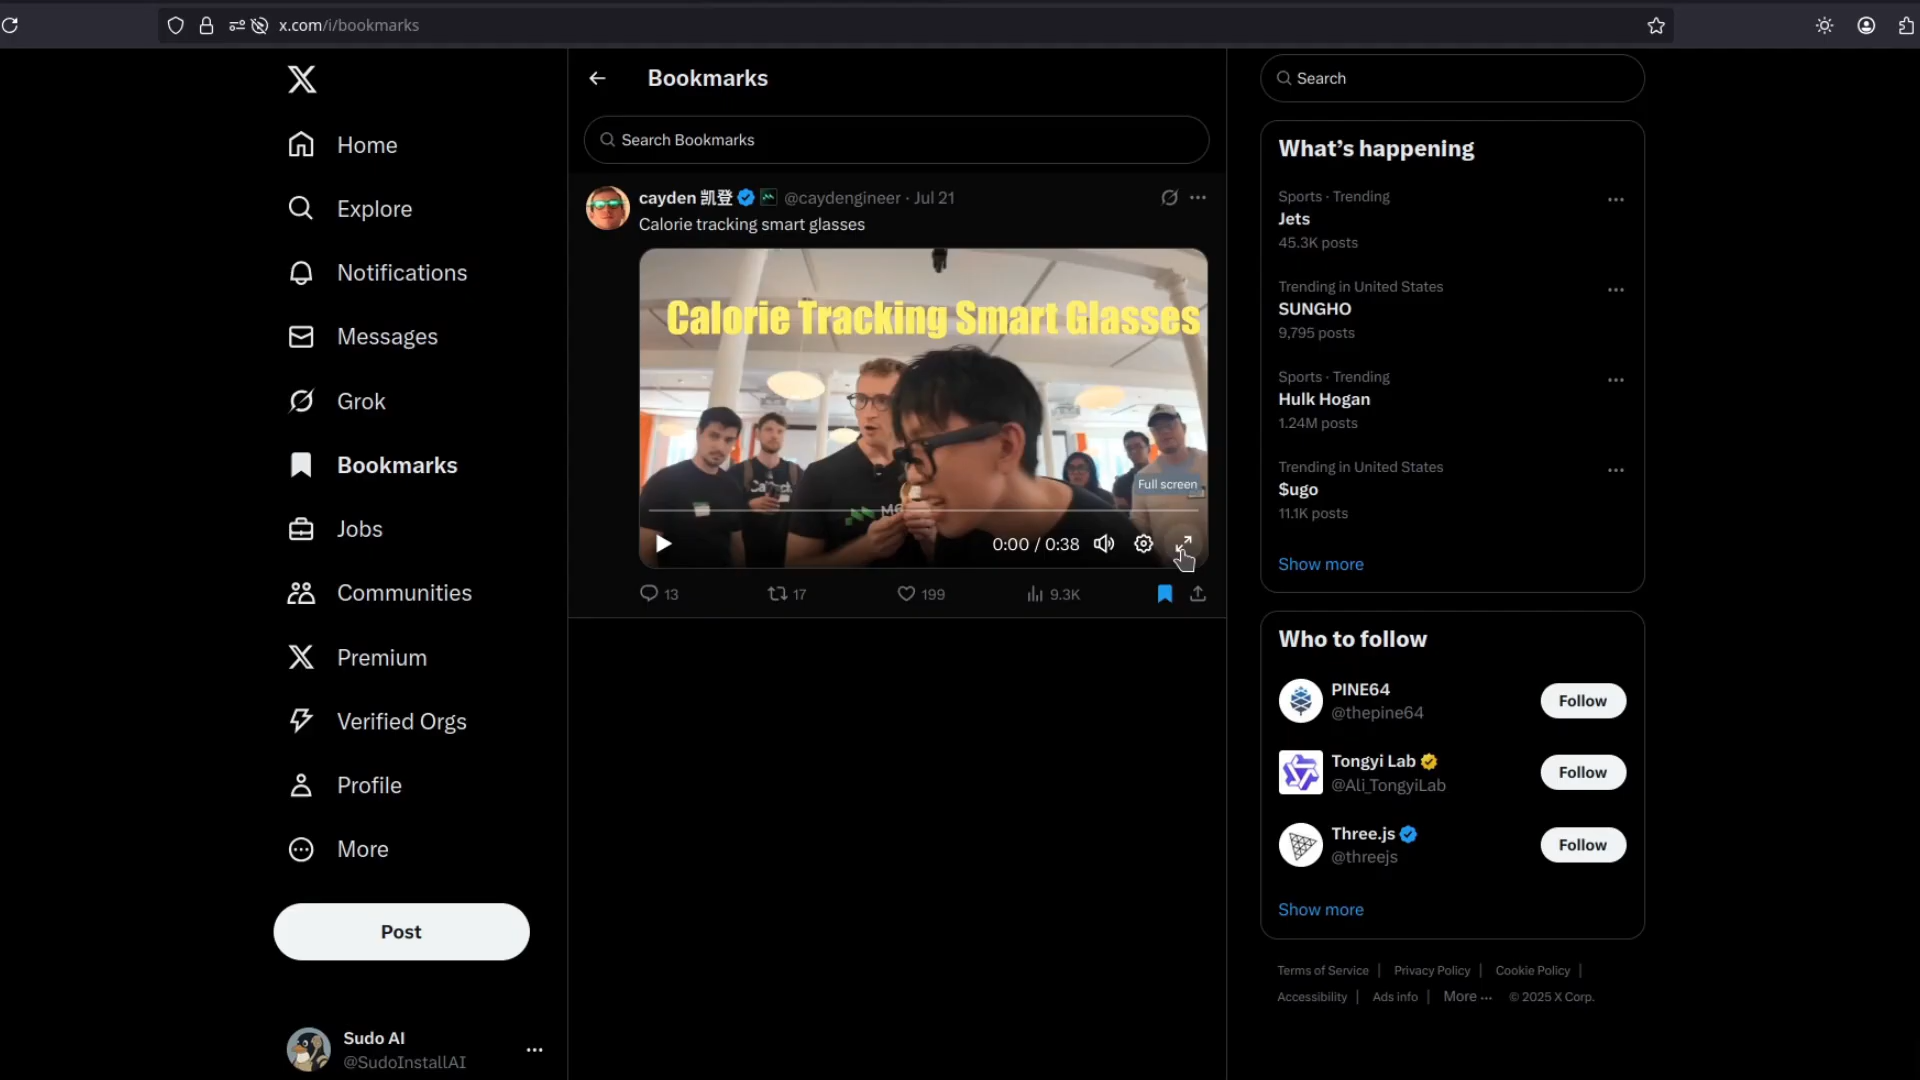 x.com/i/bookmarks
Home
Explore
Notifications
Messages
Grok
Bookmarks
Jobs
Communities
Premium
Verified Orgs
Profile
More
Post
Sudo AI
@SudoInstallAI
Bookmarks
Search Bookmarks
cayden 凯登 @caydengineer · Jul 21
Calorie tracking smart glasses
Calorie Tracking Smart Glasses
Full screen
0:00 / 0:38
13 17 199 9.3K
Search
What’s happening
Sports · Trending
Jets
45.3K posts
Trending in United States
SUNGHO
9,795 posts
Sports · Trending
Hulk Hogan
1.24M posts
Trending in United States
$ugo
11.1K posts
Show more
Who to follow
PINE64
@thepine64
Follow
Tongyi Lab
@Ali_TongyiLab
Follow
Three.js
@threejs
Follow
Show more
Terms of Service | Privacy Policy | Cookie Policy |
Accessibility | Ads info | More ··· © 2025 X Corp.